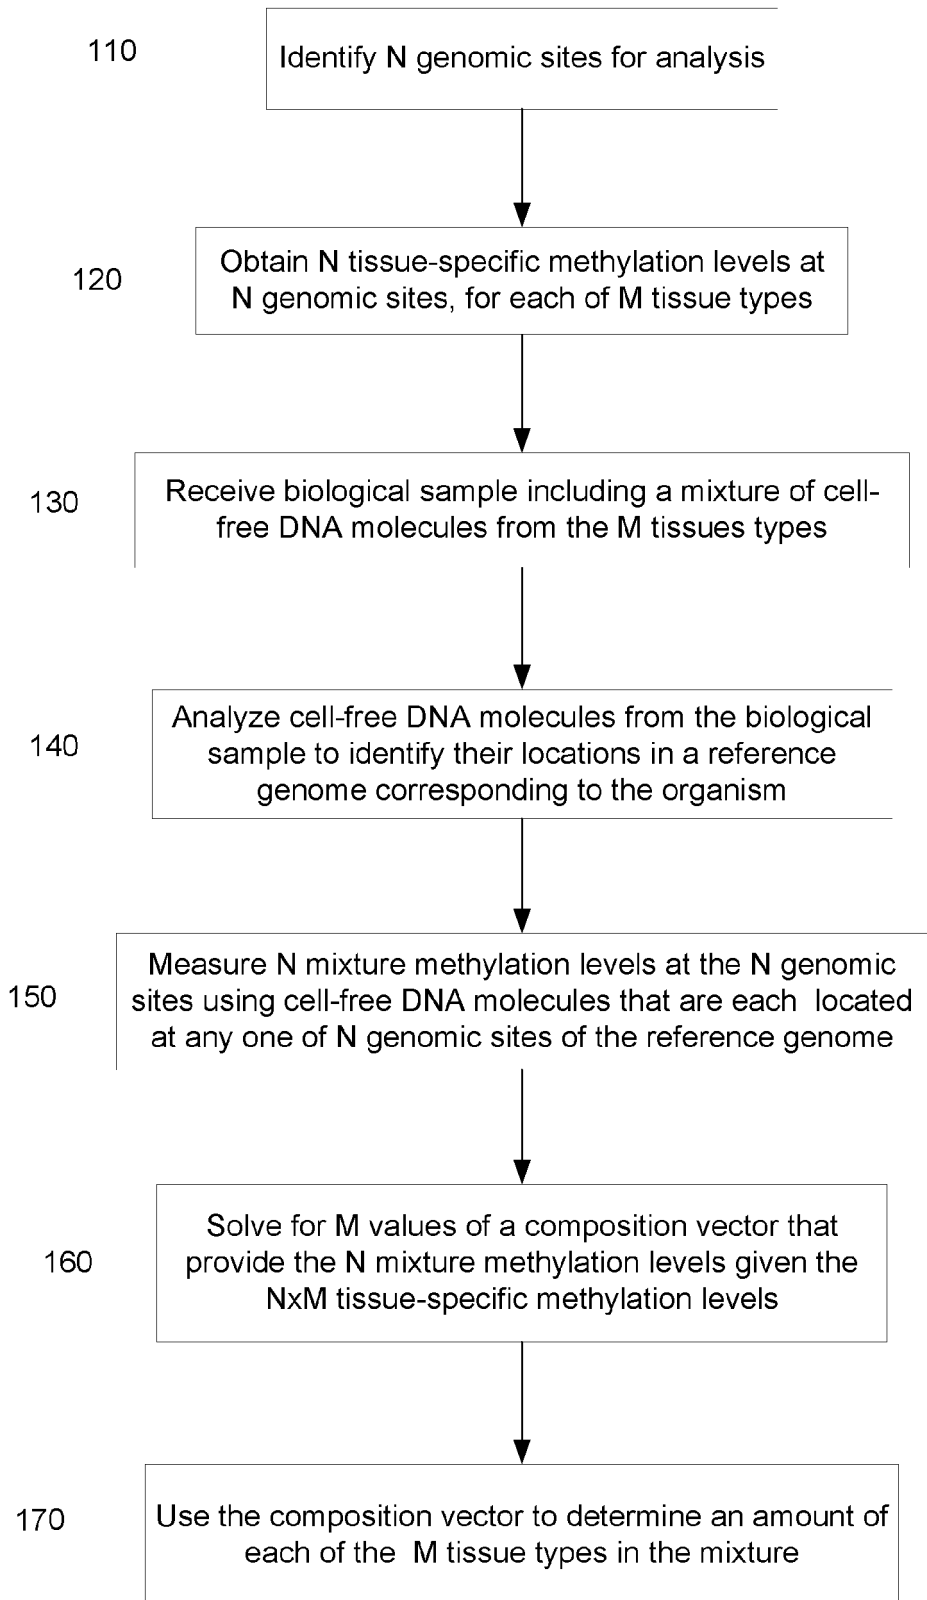 110
Identify N genomic sites for analysis
120
Obtain N tissue-specific methylation levels at
N genomic sites, for each of M tissue types
130
Receive biological sample including a mixture of cell-
free DNA molecules from the M tissues types
140
Analyze cell-free DNA molecules from the biological
sample to identify their locations in a reference
genome corresponding to the organism
150
Measure N mixture methylation levels at the N genomic
sites using cell-free DNA molecules that are each located
at any one of N genomic sites of the reference genome
160
Solve for M values of a composition vector that
provide the N mixture methylation levels given the
NxM tissue-specific methylation levels
170
Use the composition vector to determine an amount of
each of the M tissue types in the mixture